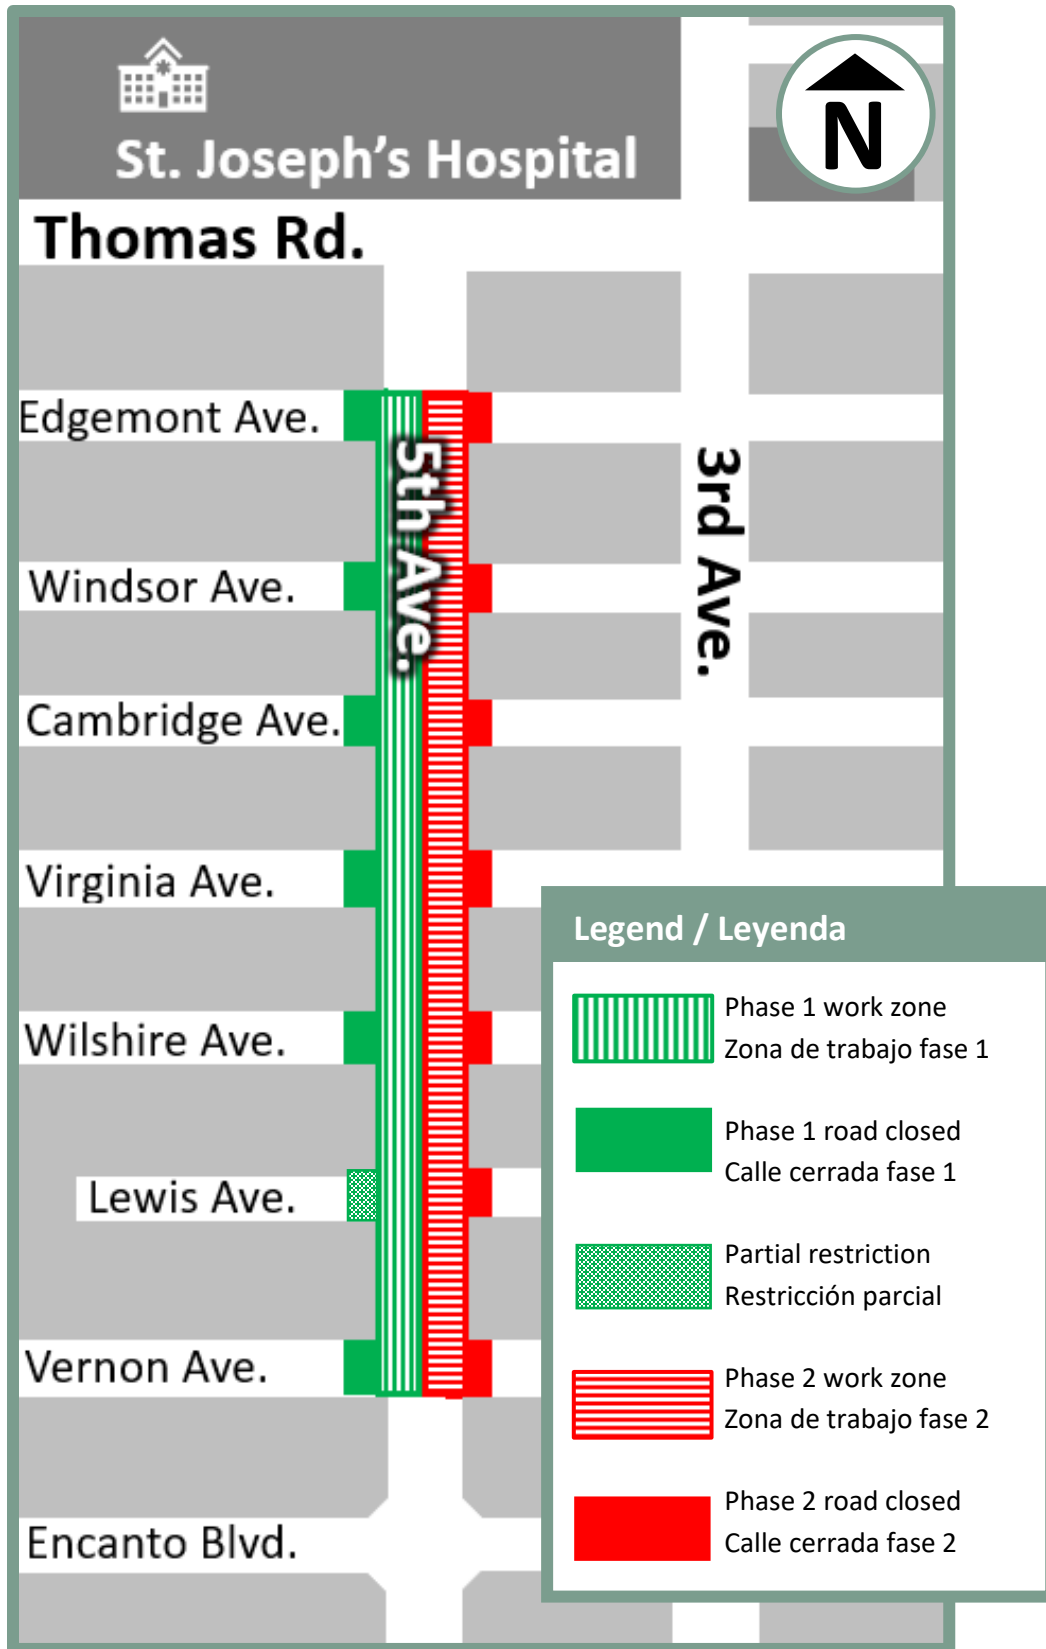 St. Joseph's Hospital
N
Thomas Rd.
Edgemont Ave.
5th Ave.
3rd Ave.
Windsor Ave.
Cambridge Ave.
Virginia Ave.
Wilshire Ave.
Lewis Ave.
Vernon Ave.
Encanto Blvd.
Legend / Leyenda
Phase 1 work zone
Zona de trabajo fase 1
Phase 1 road closed
Calle cerrada fase 1
Partial restriction
Restricción parcial
Phase 2 work zone
Zona de trabajo fase 2
Phase 2 road closed
Calle cerrada fase 2